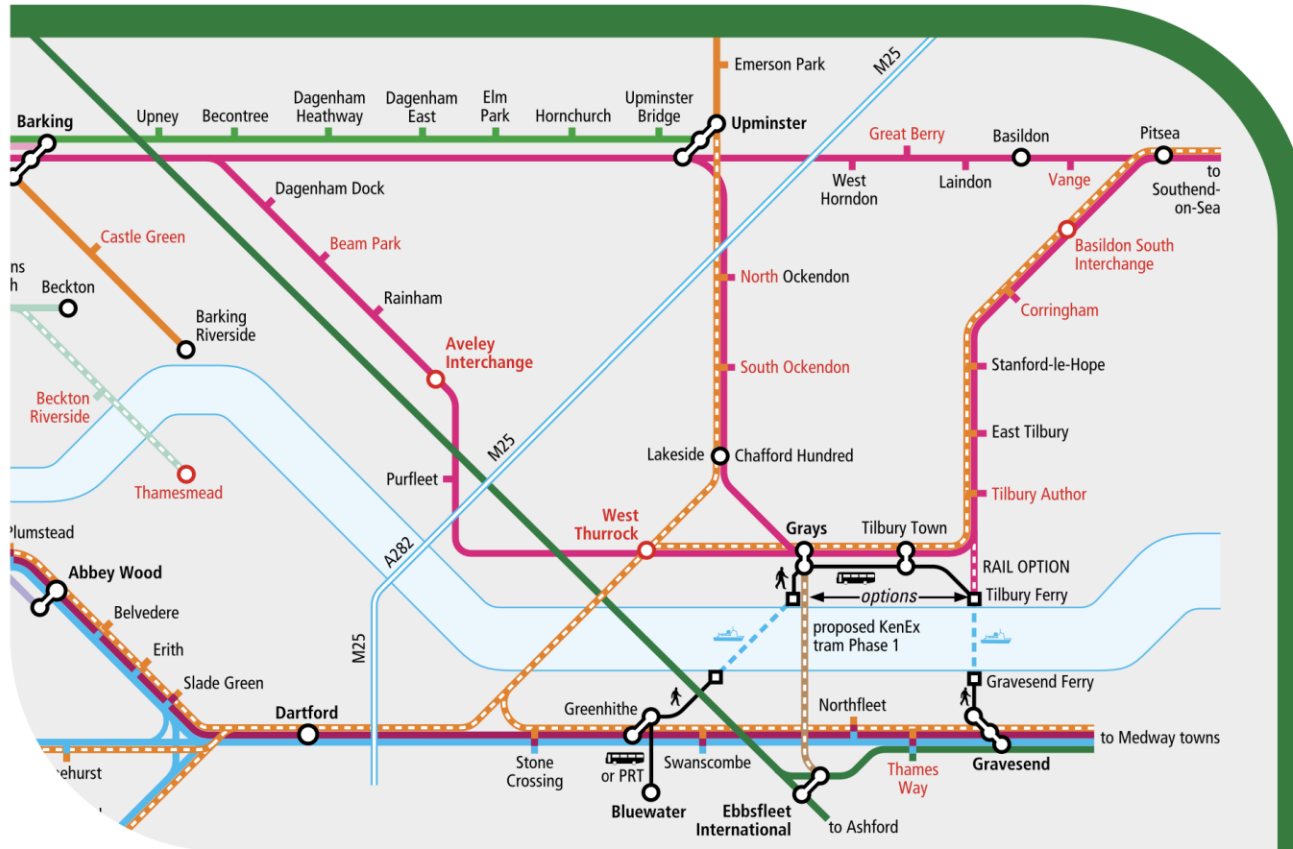 M25
Emerson Park
Barking
Upney
Becontree
Dagenham
Heathway
Dagenham
East
Elm
Park
Hornchurch
Upminster
Bridge
Upminster
Great Berry
Basildon
Pitsea
West
Horndon
Laindon
Vange
to
Southend-
on-Sea
Dagenham Dock
Castle Green
Beam Park
North Ockendon
Basildon South
Interchange
Beckton
Rainham
Corringham
Barking
Riverside
Aveley
Interchange
South Ockendon
Stanford-le-Hope
Beckton
Riverside
East Tilbury
M25
Lakeside
Chafford Hundred
Purfleet
Thamesmead
Tilbury Author
West
Thurrock
Grays
Tilbury Town
Plumstead
A282
Abbey Wood
RAIL OPTION
options
Tilbury Ferry
Belvedere
proposed KenEx
tram Phase 1
M25
Erith
Slade Green
Gravesend Ferry
Dartford
Greenhithe
Northfleet
to Medway towns
Stone
Crossing
or PRT
Swanscombe
Thames
Way
Gravesend
Bluewater
Ebbsfleet
International
to Ashford